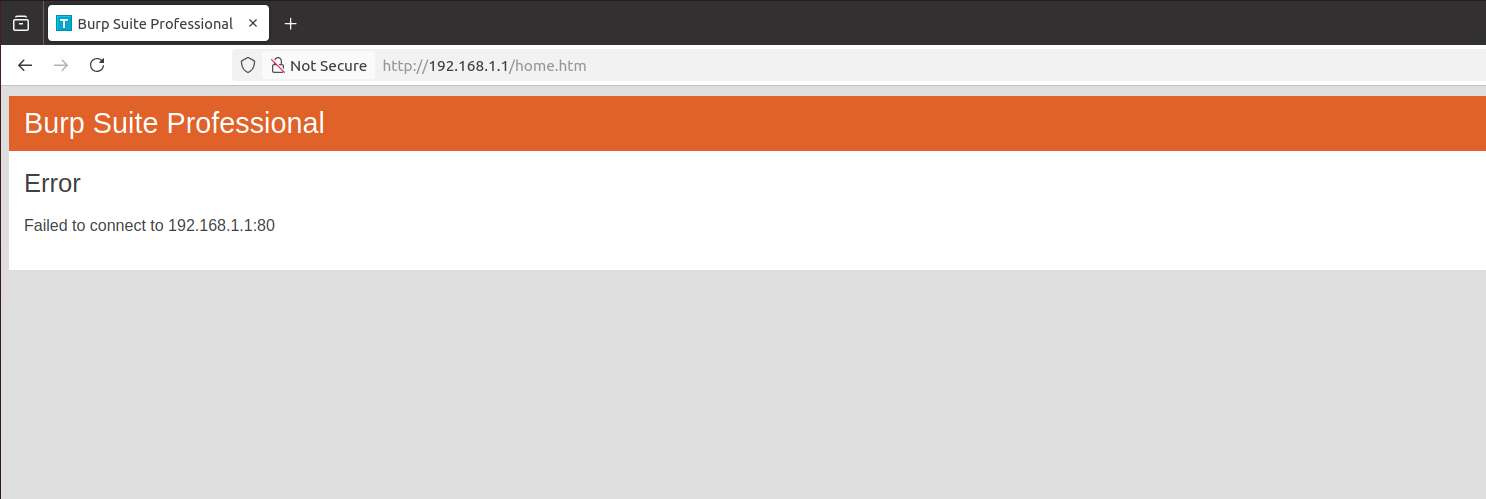 Burp Suite Professional
Not Secure http://192.168.1.1/home.htm
Burp Suite Professional
Error
Failed to connect to 192.168.1.1:80